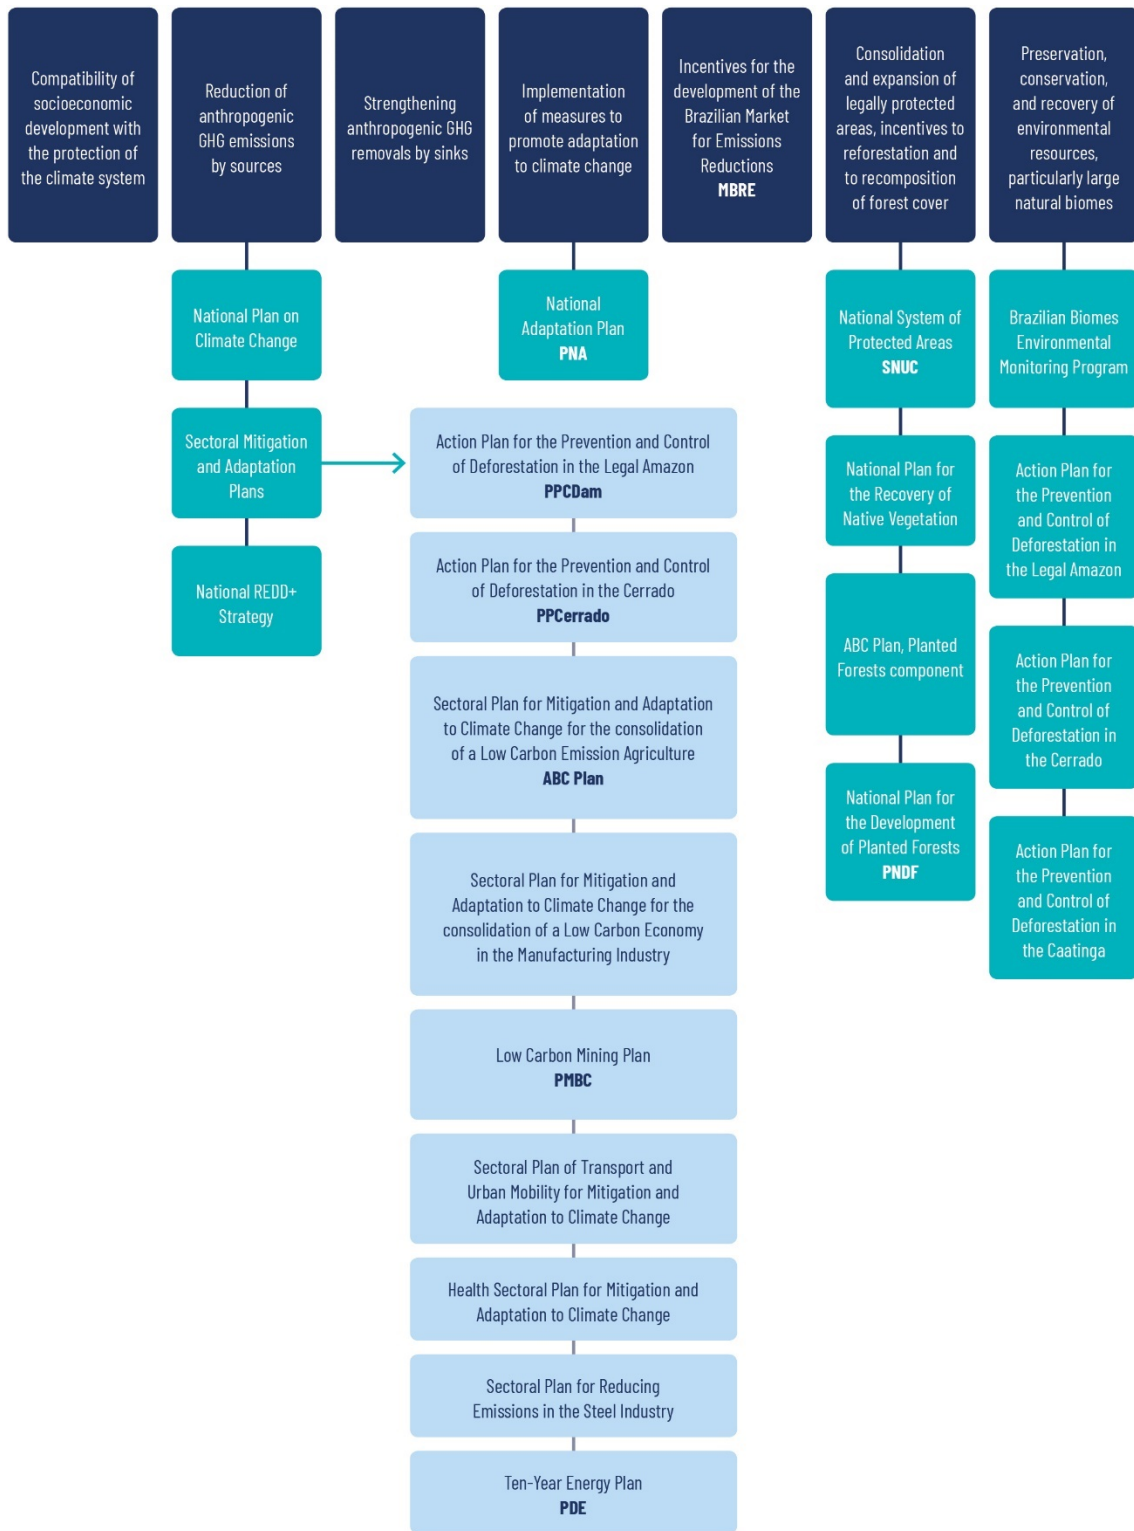 Compatibility of
socioeconomic
development with
the protection of
the climate system
Reduction of
anthropogenic
GHG emissions
by sources
Strengthening
anthropogenic GHG
removals by sinks
Implementation
of measures to
promote adaptation
to climate change
Incentives for the
development of the
Brazilian Market
for Emissions
Reductions
MBRE
Consolidation
and expansion of
legally protected
areas, incentives to
reforestation and
to recomposition
of forest cover
Preservation,
conservation,
and recovery of
environmental
resources,
particularly large
natural biomes
National Plan on
Climate Change
Sectoral Mitigation
and Adaptation
Plans
National REDD+
Strategy
National
Adaptation Plan
PNA
Action Plan for the Prevention and Control
of Deforestation in the Legal Amazon
PPCDam
Action Plan for the Prevention and Control
of Deforestation in the Cerrado
PPCerrado
Sectoral Plan for Mitigation and Adaptation
to Climate Change for the consolidation
of a Low Carbon Emission Agriculture
ABC Plan
Sectoral Plan for Mitigation and
Adaptation to Climate Change for the
consolidation of a Low Carbon Economy
in the Manufacturing Industry
Low Carbon Mining Plan
PMBC
Sectoral Plan of Transport and
Urban Mobility for Mitigation and
Adaptation to Climate Change
Health Sectoral Plan for Mitigation and
Adaptation to Climate Change
Sectoral Plan for Reducing
Emissions in the Steel Industry
Ten-Year Energy Plan
PDE
National System of
Protected Areas
SNUC
National Plan for
the Recovery of
Native Vegetation
ABC Plan, Planted
Forests component
National Plan for
the Development
of Planted Forests
PNDF
Brazilian Biomes
Environmental
Monitoring Program
Action Plan for
the Prevention
and Control of
Deforestation in
the Legal Amazon
Action Plan for
the Prevention
and Control of
Deforestation in
the Cerrado
Action Plan for
the Prevention
and Control of
Deforestation in
the Caatinga